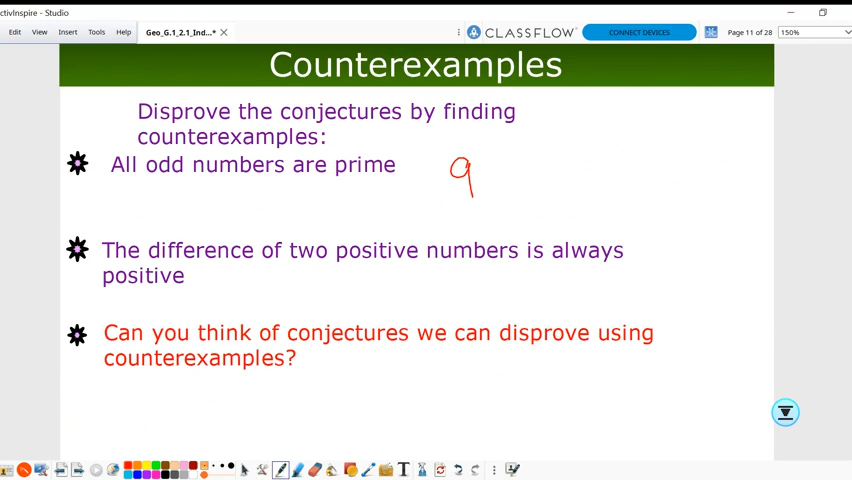 ctivInspire - Studio
Edit View Insert Tools Help Geo_G.1_2.1_Ind...* CLASSFLOW CONNECT DEVICES Page 11 of 28 150%
Counterexamples
Disprove the conjectures by finding
counterexamples:
All odd numbers are prime 9
The difference of two positive numbers is always
positive
Can you think of conjectures we can disprove using
counterexamples?